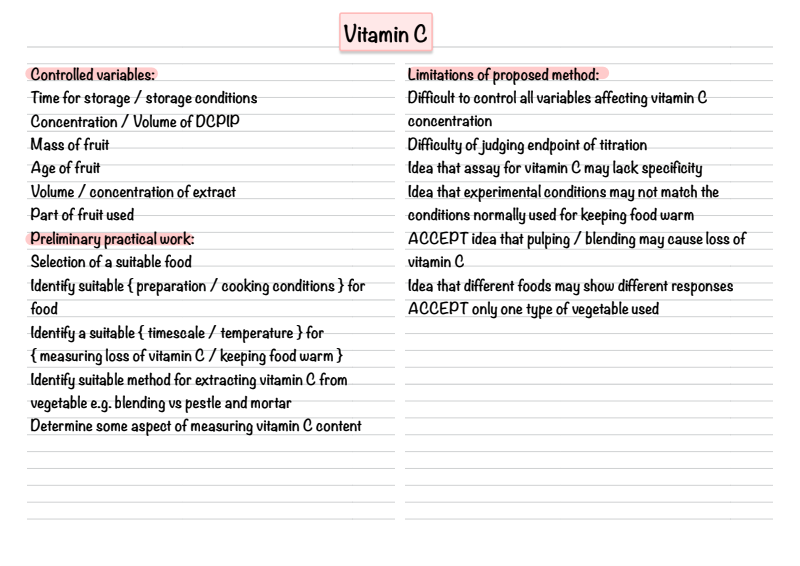 Vitamin C
Controlled variables:
Time for storage / storage conditions
Concentration / Volume of DCPIP
Mass of fruit
Age of fruit
Volume / concentration of extract
Part of fruit used
Preliminary practical work:
Selection of a suitable food
Identify suitable { preparation / cooking conditions } for
food
Identify a suitable { timescale / temperature } for
{ measuring loss of vitamin C / keeping food warm }
Identify suitable method for extracting vitamin C from
vegetable e.g. blending vs pestle and mortar
Determine some aspect of measuring vitamin C content
Limitations of proposed method:
Difficult to control all variables affecting vitamin C
concentration
Difficulty of judging endpoint of titration
Idea that assay for vitamin C may lack specificity
Idea that experimental conditions may not match the
conditions normally used for keeping food warm
ACCEPT idea that pulping / blending may cause loss of
vitamin C
Idea that different foods may show different responses
ACCEPT only one type of vegetable used